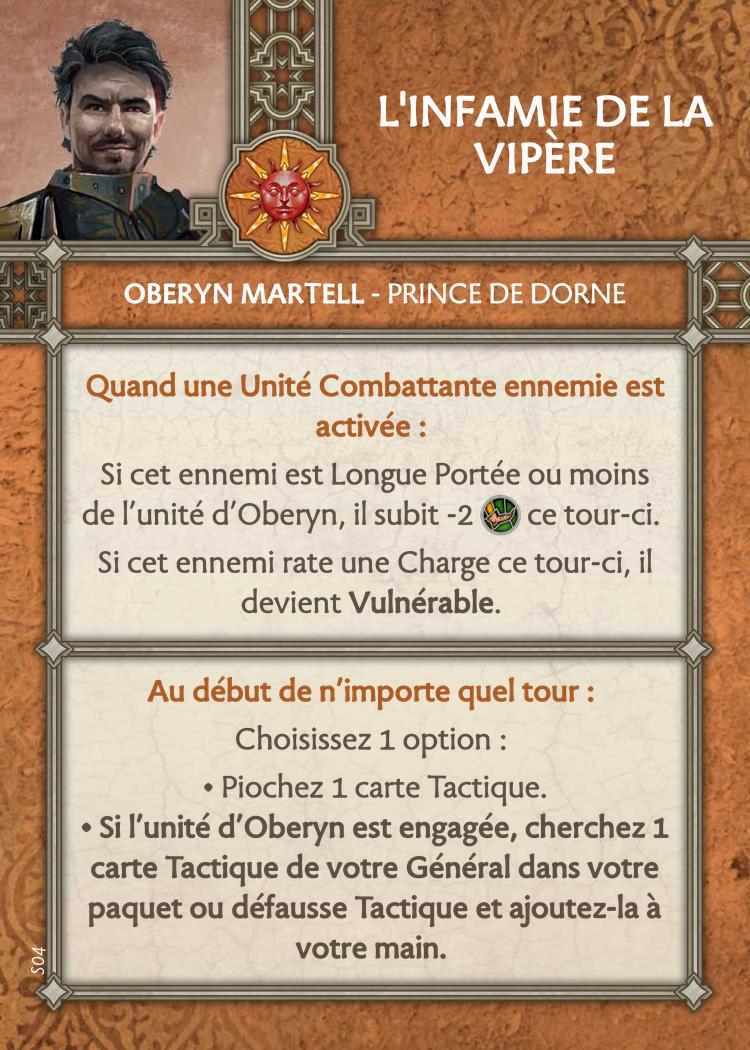 L'INFAMIE DE LA
VIPÈRE
OBERYN MARTELL - PRINCE DE DORNE
Quand une Unité Combattante ennemie est
activée :
Si cet ennemi est Longue Portée ou moins
de l’unité d’Oberyn, il subit -2 ce tour-ci.
Si cet ennemi rate une Charge ce tour-ci, il
devient Vulnérable.
Au début de n’importe quel tour :
Choisissez 1 option :
• Piochez 1 carte Tactique.
• Si l’unité d’Oberyn est engagée, cherchez 1
carte Tactique de votre Général dans votre
paquet ou défausse Tactique et ajoutez-la à
votre main.
S04